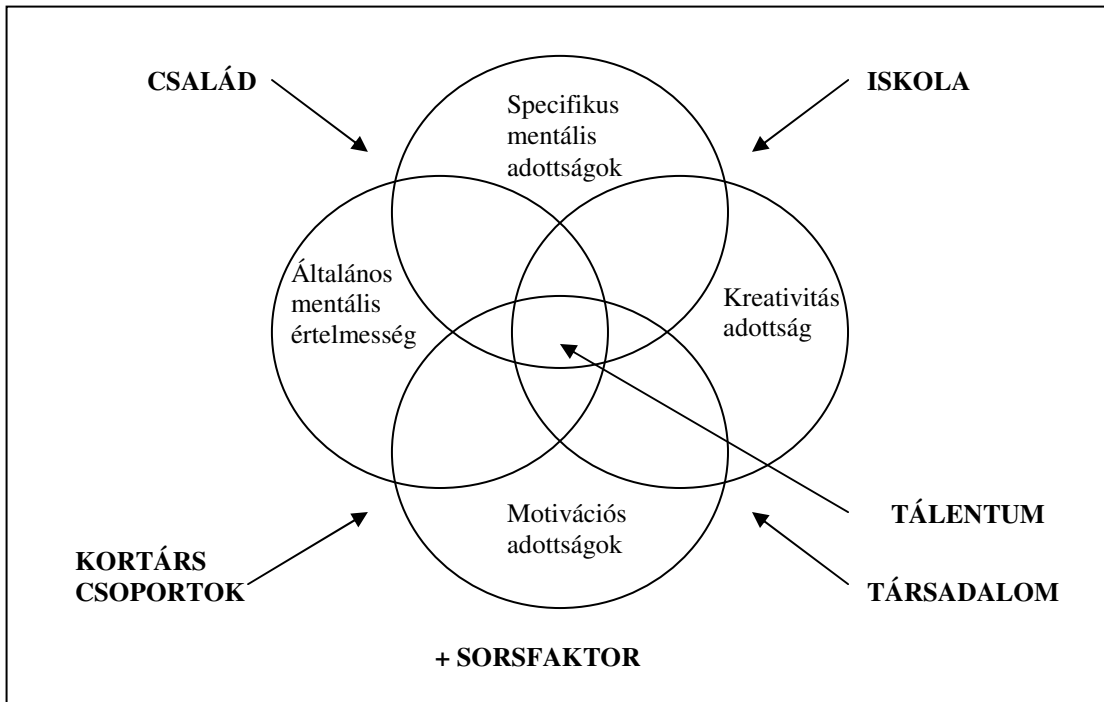 CSALÁD
ISKOLA
Specifikus
mentális
adottságok
Általános
mentális
értelmesség
Kreativitás
adottság
Motivációs
adottságok
TÁLENTUM
KORTÁRS
CSOPORTOK
TÁRSADALOM
+ SORSFAKTOR